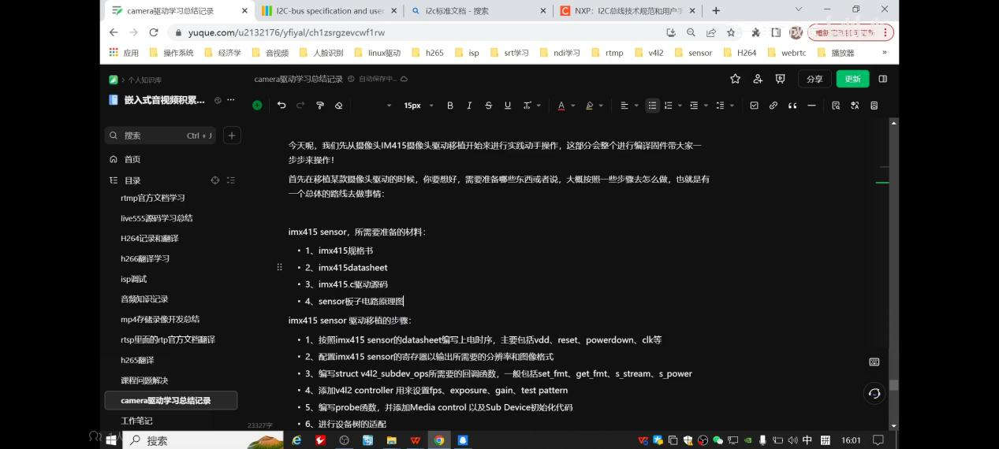 camera驱动学习总结记录
I2C-bus specification and user
i2c标准文档 - 搜索
NXP：I2C总线技术规范和用户手
yuque.com/u2132176/yfiyal/ch1zsrgzevcwf1rw
重新启动即可更新
应用 操作系统 经济学 音视频 人脸识别 linux驱动 h265 isp srt学习 ndi学习 rtmp v4l2 sensor H264 webrtc 播放器 »
个人知识库
camera驱动学习总结记录 自动保存中...
分享 更新
嵌入式音视频积累...
15px
搜索 Ctrl + J
首页
目录
rtmp官方文档学习
live555源码学习总结
H264记录和翻译
h266翻译学习
isp调试
音频知识记录
mp4存储录像开发总结
rtsp里面的rtp官方文档翻译
h265翻译
课程问题解决
camera驱动学习总结记录
工作笔记
今天呢，我们先从摄像头IM415摄像头驱动移植开始来进行实践动手操作，这部分会整个进行编译固件带大家一
步步来操作！
首先在移植某款摄像头驱动的时候，你要想好，需要准备哪些东西或者说，大概按照一些步骤去怎么做，也就是有
一个总体的路线去做事情：
imx415 sensor，所需要准备的材料：
• 1、imx415规格书
• 2、imx415datasheet
• 3、imx415.c驱动源码
• 4、sensor板子电路原理图
imx415 sensor 驱动移植的步骤：
• 1、按照imx415 sensor的datasheet编写上电时序，主要包括vdd、reset、powerdown、clk等
• 2、配置imx415 sensor的寄存器以输出所需要的分辨率和图像格式
• 3、编写struct v4l2_subdev_ops所需要的回调函数，一般包括set_fmt、get_fmt、s_stream、s_power
• 4、添加v4l2 controller 用来设置fps、exposure、gain、test pattern
• 5、编写probe函数，并添加Media control 以及Sub Device初始化代码
• 6、进行设备树的适配
23327字
搜索
中
16:01